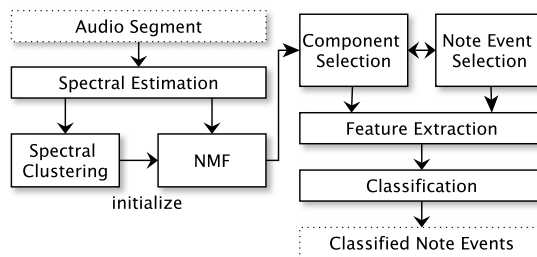 Audio Segment
Spectral Estimation
Spectral
Clustering
NMF
initialize
Component
Selection
Note Event
Selection
Feature Extraction
Classification
Classified Note Events